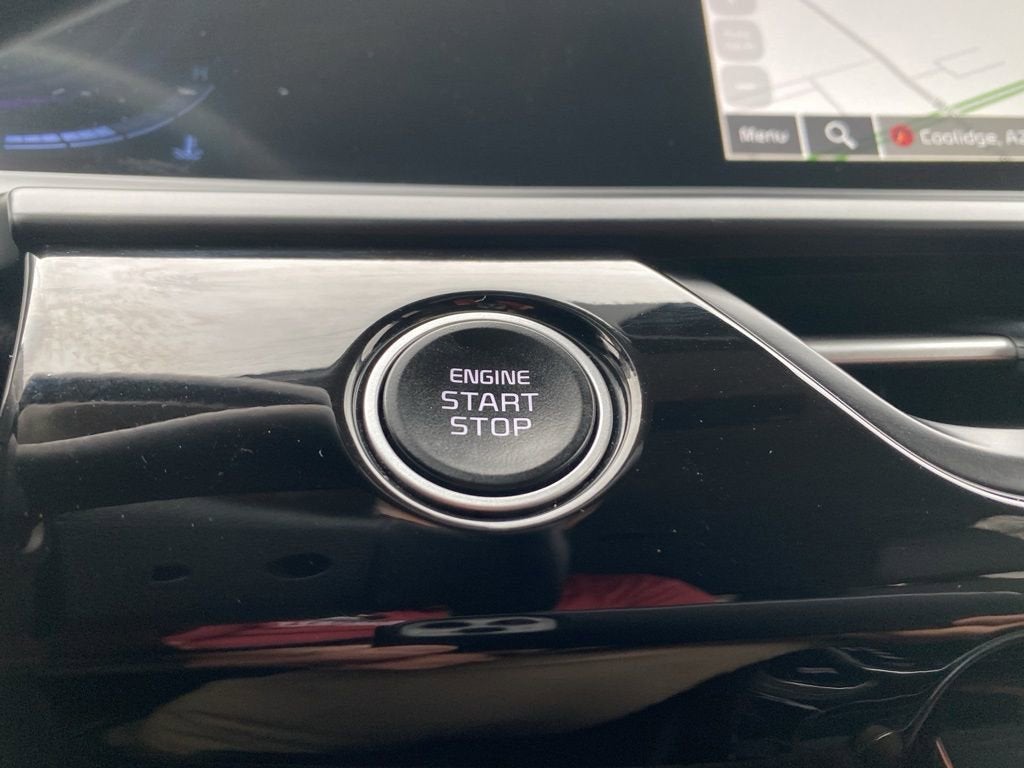 H
Menu
Coolidge, AZ
ENGINE
START
STOP